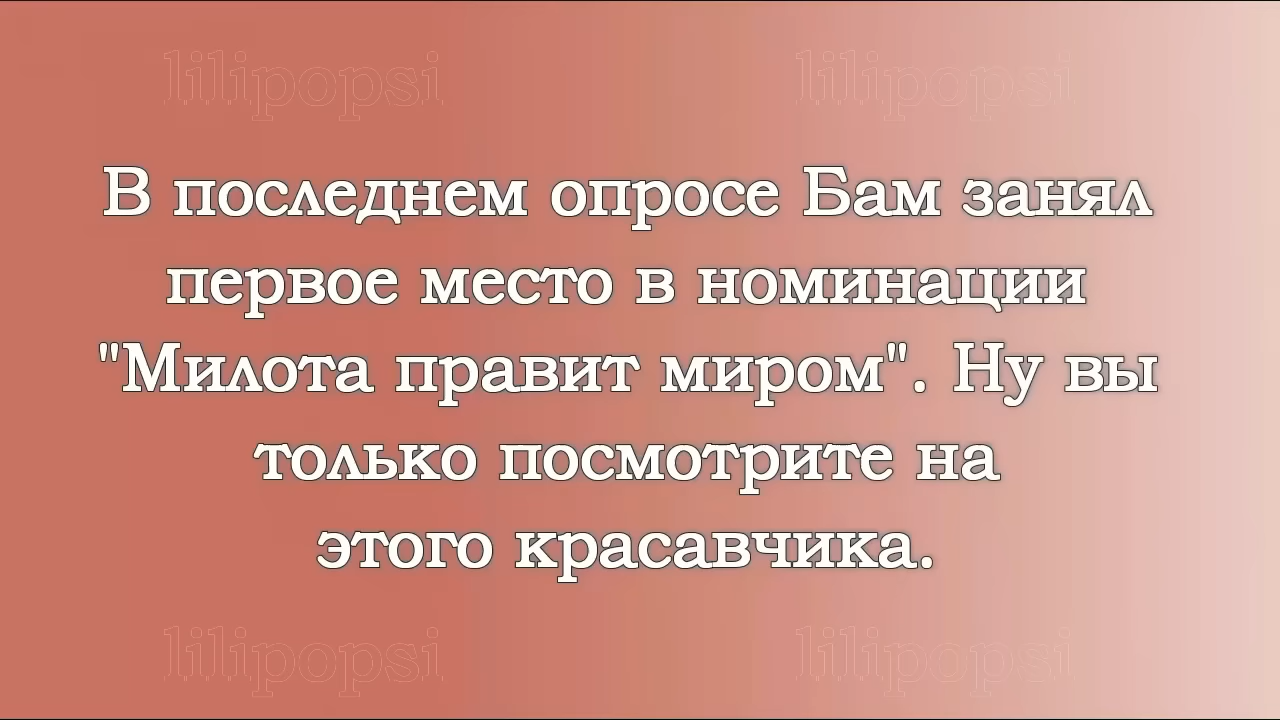 lilipopsi lilipopsi
В последнем опросе Бам занял
первое место в номинации
"Милота правит миром". Ну вы
только посмотрите на
этого красавчика.
lilipopsi lilipopsi